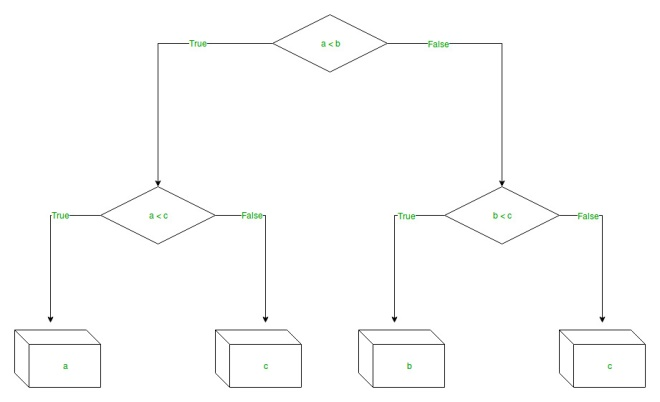 a < b
True
False
a < c
b < c
True
False
True
False
a
c
b
c